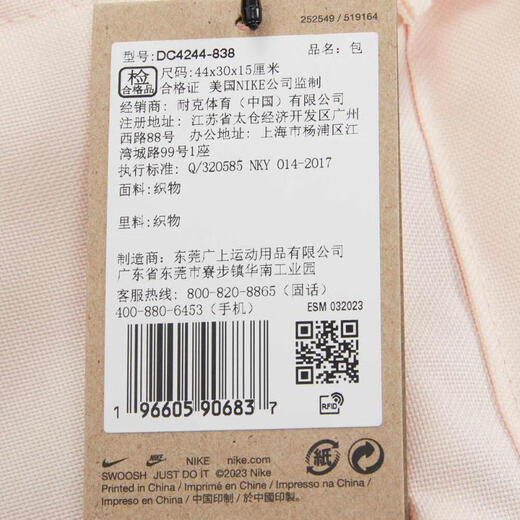 252549 / 519164
型号: DC4244-838 品名: 包
检 合格品 尺码: 44x30x15厘米
合格证 美国NIKE公司监制
经销商: 耐克体育（中国）有限公司
注册地址: 江苏省太仓经济开发区广州
西路88号 办公地址: 上海市杨浦区江
湾城路99号1座
执行标准: Q/320585 NKY 014-2017
面料: 织物
里料: 织物
制造商: 东莞广上运动用品有限公司
广东省东莞市寮步镇华南工业园
客服热线: 800-820-8865（固话）
400-880-6453（手机）
ESM 032023
1 96605 90683 7
RFID
NIKE nike.com
SWOOSH JUST DO IT ©2023 Nike
Printed in China / Imprimé en Chine / Impresso na China /
Impreso en China / 中国印制 / 於中國印製。
紙